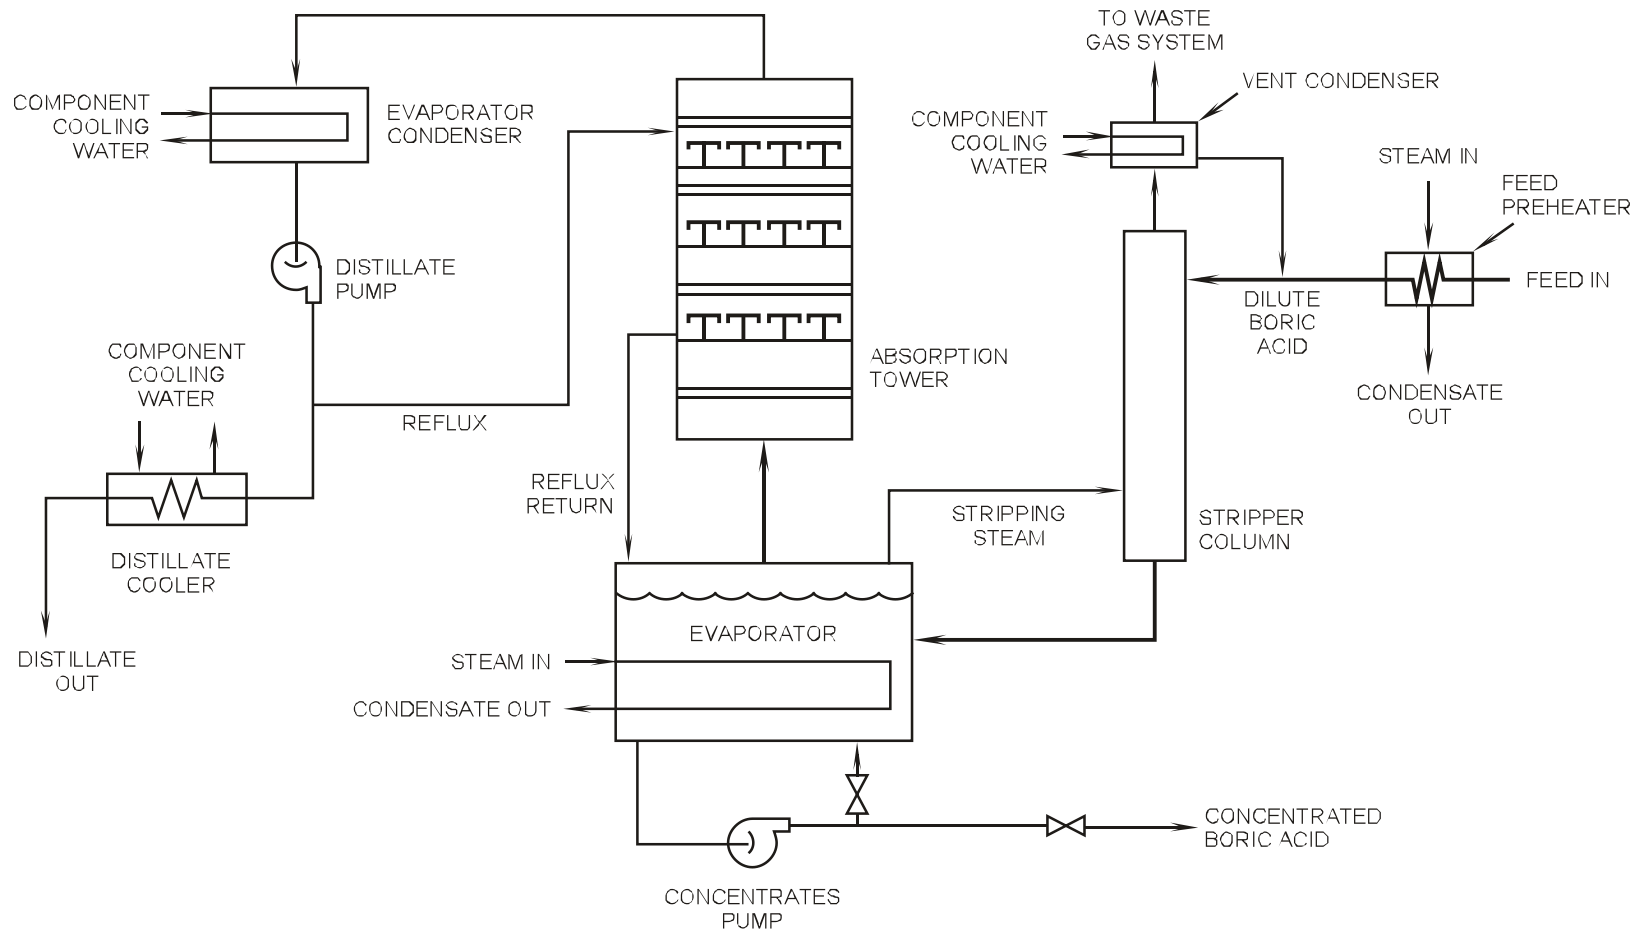 TO WASTE
GAS SYSTEM
VENT CONDENSER
COMPONENT
COOLING
WATER
EVAPORATOR
CONDENSER
COMPONENT
COOLING
WATER
STEAM IN
FEED
PREHEATER
DISTILLATE
PUMP
FEED IN
DILUTE
BORIC
ACID
COMPONENT
COOLING
WATER
ABSORPTION
TOWER
CONDENSATE
OUT
REFLUX
REFLUX
RETURN
STRIPPING
STEAM
STRIPPER
COLUMN
DISTILLATE
COOLER
EVAPORATOR
DISTILLATE
OUT
STEAM IN
CONDENSATE OUT
CONCENTRATED
BORIC ACID
CONCENTRATES
PUMP